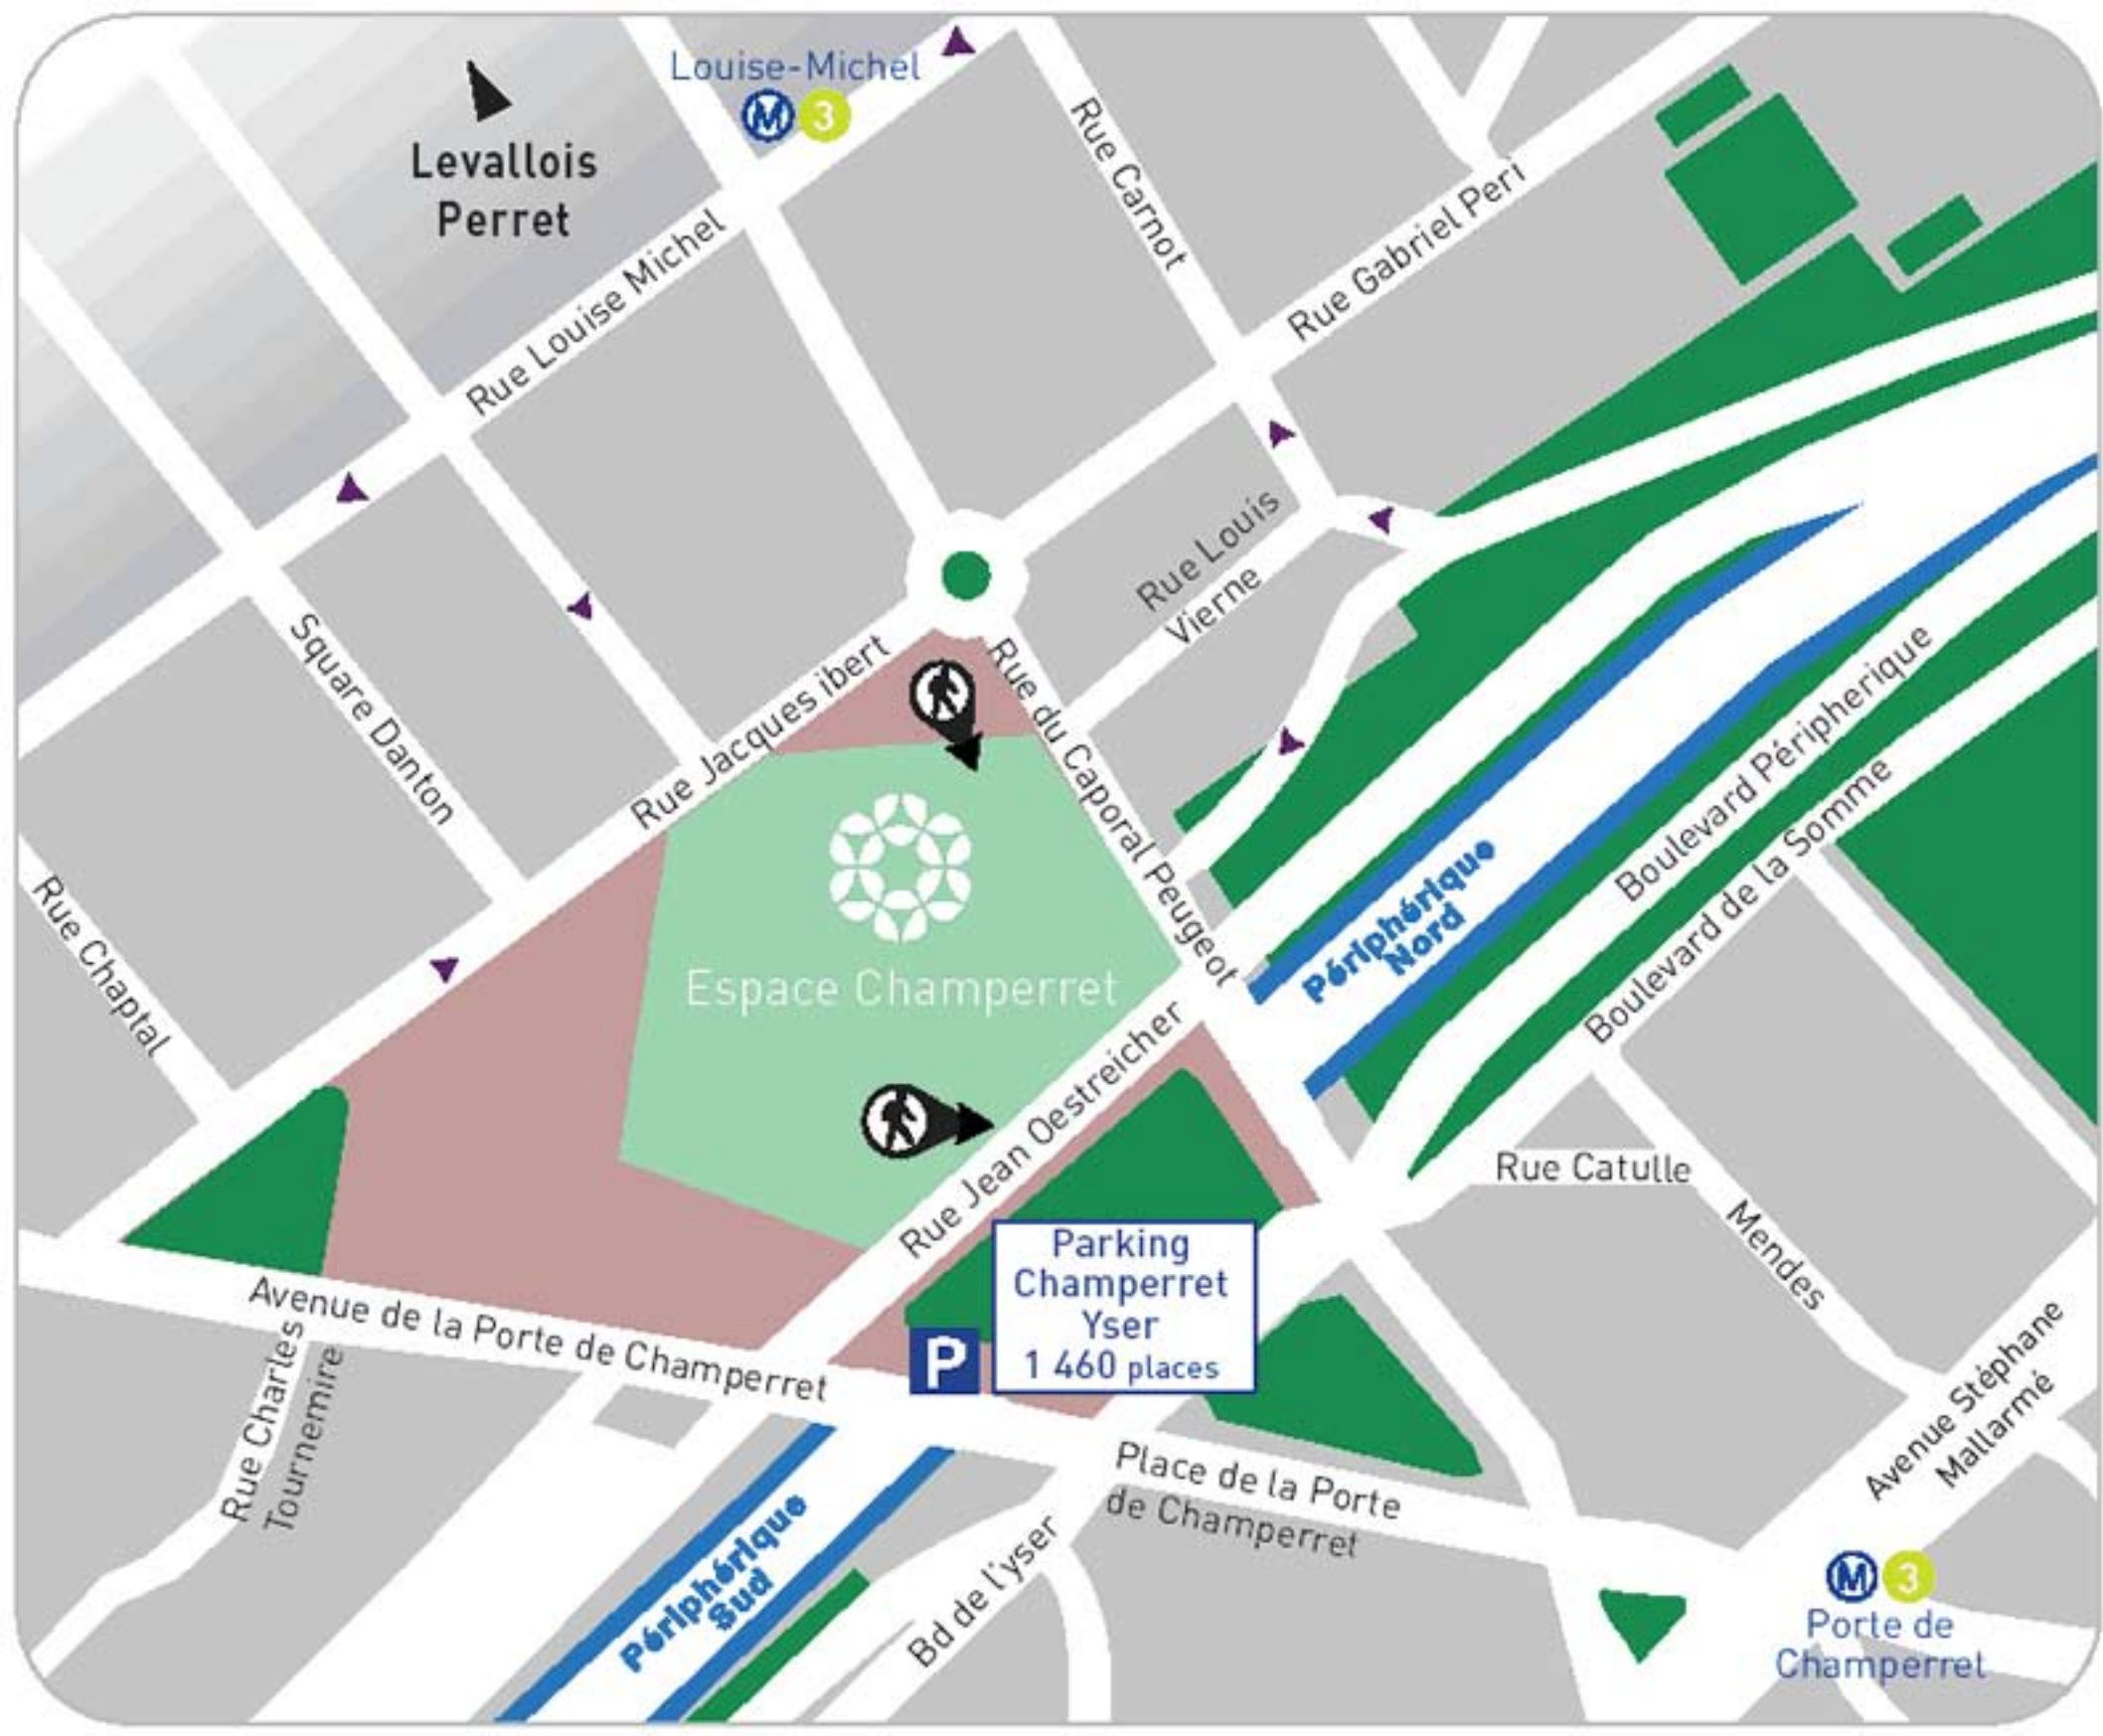 Louise-Michel
M 3
Levallois
Perret
Rue Carnot
Rue Gabriel Peri
Rue Louise Michel
Rue Louis
Vierne
Square Danton
Rue Jacques ibert
Rue du Caporal Peugeot
Rue Chaptal
Espace Champerret
Périphérique
Nord
Boulevard Péripherique
Boulevard de la Somme
Rue Jean Oestreicher
Rue Catulle
Mendes
Parking
Champerret
Yser
1 460 places
P
Avenue de la Porte de Champerret
Rue Charles
Tournemire
Avenue Stéphane
Mallarmé
Place de la Porte
de Champerret
Périphérique
Sud
Bd de l'yser
M 3
Porte de
Champerret